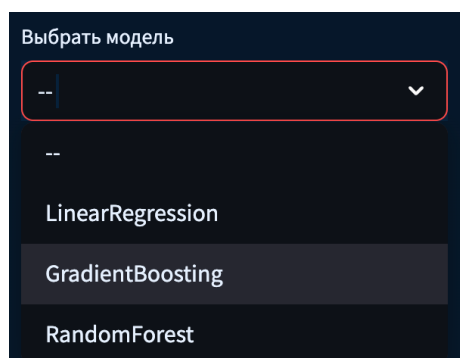 Выбрать модель
--
--
LinearRegression
GradientBoosting
RandomForest